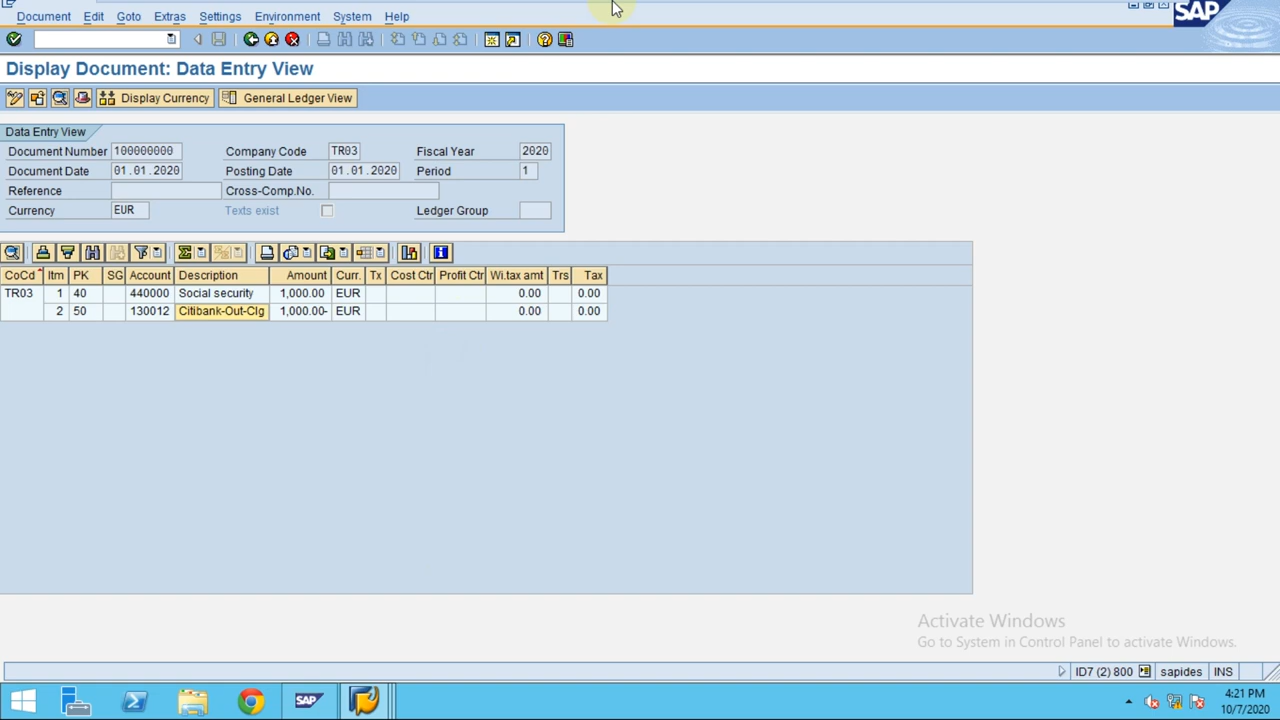 Document Edit Goto Extras Settings Environment System Help
SAP
Display Document: Data Entry View
Display Currency General Ledger View
Data Entry View
Document Number 100000000 Company Code TR03 Fiscal Year 2020
Document Date 01.01.2020 Posting Date 01.01.2020 Period 1
Reference Cross-Comp.No.
Currency EUR Texts exist Ledger Group
CoCd Itm PK SG Account Description Amount Curr. Tx Cost Ctr Profit Ctr Wi.tax amt Trs Tax
TR03 1 40 440000 Social security 1,000.00 EUR 0.00 0.00
2 50 130012 Citibank-Out-Clg 1,000.00- EUR 0.00 0.00
Activate Windows
Go to System in Control Panel to activate Windows.
ID7 (2) 800 sapides INS
SAP
4:21 PM
10/7/2020